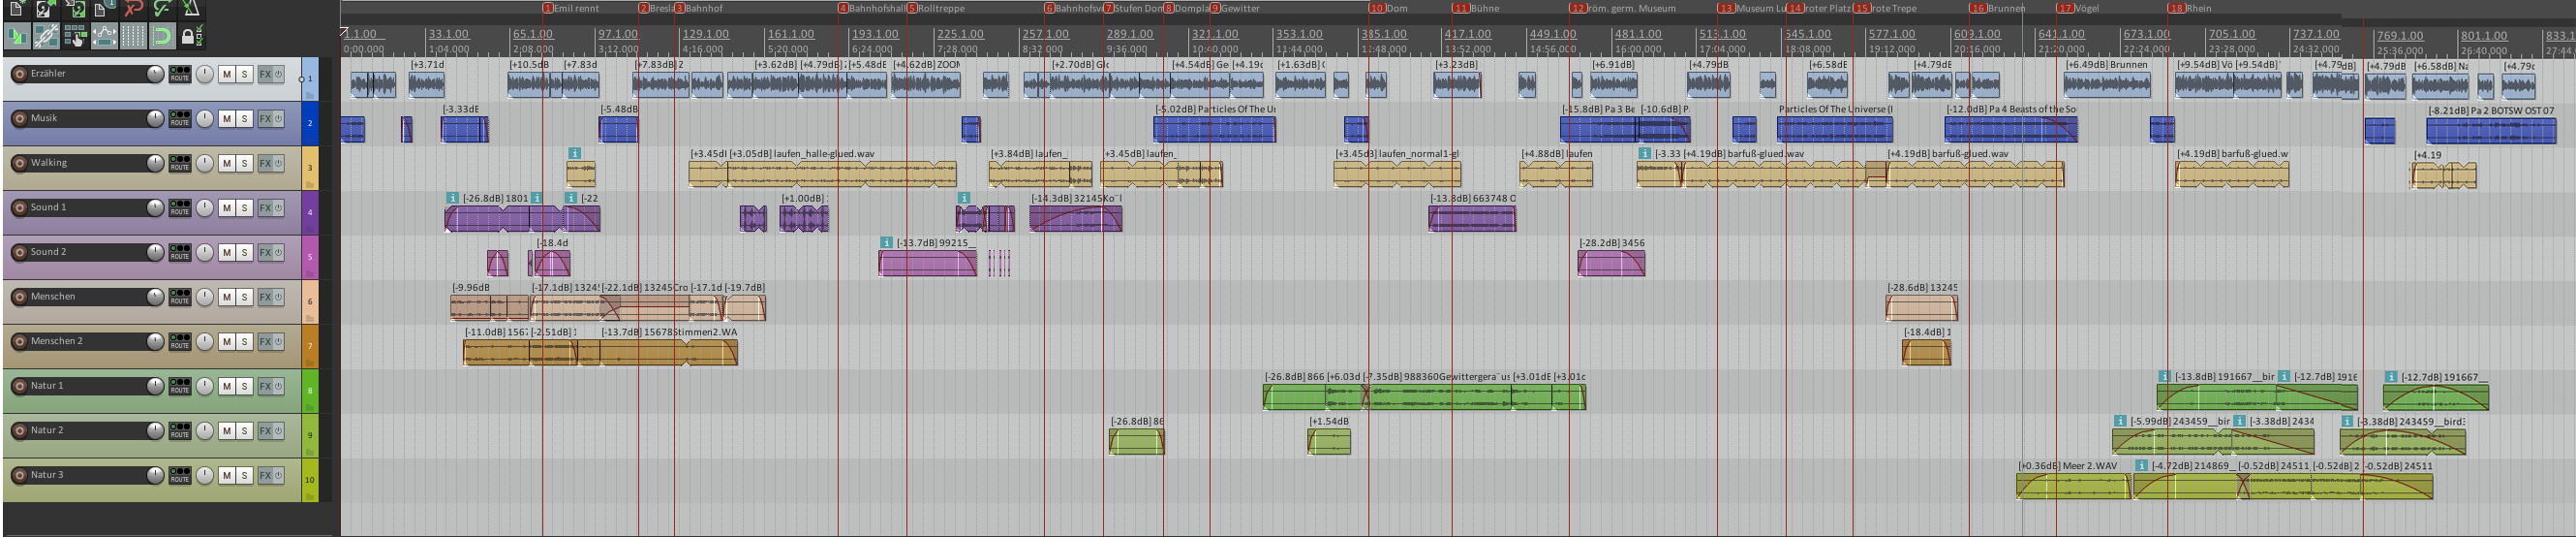 1 Emil rennt 2 Bresla 3 Bahnhof 4 Bahnhofshall 5 Rolltreppe 6 Bahnhofsv 7 Stufen Dom 8 Dompla 9 Gewitter 10 Dom 11 Bühne 12 röm. germ. Museum 13 Museum Lu 14 roter Platz 15 rote Trepe 16 Brunnen 17 Vögel 18 Rhein
1.1.00 33.1.00 65.1.00 97.1.00 129.1.00 161.1.00 193.1.00 225.1.00 257.1.00 289.1.00 321.1.00 353.1.00 385.1.00 417.1.00 449.1.00 481.1.00 513.1.00 545.1.00 577.1.00 609.1.00 641.1.00 673.1.00 705.1.00 737.1.00 769.1.00 801.1.00 833.1
0:00.000 1:04.000 2:08.000 3:12.000 4:16.000 5:20.000 6:24.000 7:28.000 8:32.000 9:36.000 10:40.000 11:44.000 12:48.000 13:52.000 14:56.000 16:00.000 17:04.000 18:08.000 19:12.000 20:16.000 21:20.000 22:24.000 23:28.000 24:32.000 25:36.000 26:40.000 27:44.
Erzähler ROUTE M S FX 1 [+3.71d [+10.5dB [+7.83d [+7.83dB] Z [+3.62dB] [+4.79dB] [+5.48dB [+4.62dB] ZOOM [+2.70dB] [+4.54dB] Ge [+4.19c [+1.63dB] [+3.23dB] [+6.91dB] [+4.79dB [+6.58dB [+4.79dB [+6.49dB] Brunnen [+9.54dB] Vö [+9.54dB] [+4.79 dB] [+4.79dB [+6.58dB] Na [+4.79c
Musik ROUTE M S FX 2 [-3.33dB [-5.48dB [-5.02dB] Particles Of The Un [-15.8dB] Pa 3 Be [-10.6dB] P Particles Of The Universe (I [-12.0dB] Pa 4 Beasts of the So [-8.21dB] Pa 2 BOTSW OST 07
Walking ROUTE M S FX 3 [+3.45dB [+3.05dB] laufen_halle-glued.wav [+3.84dB] laufen_ [+3.45dB] laufen_ [+3.45dB] laufen_normal1-gl [+4.88dB] laufen [-3.33 [+4.19dB] barfuß-glued.wav [+4.19dB] barfuß-glued.wav [+4.19dB] barfuß-glued.w [+4.19
Sound 1 ROUTE M S FX 4 [-26.8dB] 1801 [-22 [+1.00dB] [-14.3dB] 32145Ko [-13.8dB] 663748
Sound 2 ROUTE M S FX 5 [-18.4d [-13.7dB] 99215_ [-28.2dB] 3456
Menschen ROUTE M S FX 6 [-9.96dB [-17.1dB] 1324 [-22.1dB] 13245Cro [-17.1d [-19.7dB] [-28.6dB] 13245
Menschen 2 ROUTE M S FX 7 [-11.0dB] 1567 [-2.51dB] [-13.7dB] 15678Stimmen2.WA [-18.4dB] 1
Natur 1 ROUTE M S FX 8 [-26.8dB] 866 [+6.03d [-7.35dB] 988360Gewittergera¨us [+3.01dB [+3.01c [-13.8dB] 191667__bir [-12.7dB] 1916 [-12.7dB] 191667__
Natur 2 ROUTE M S FX 9 [-26.8dB] 86 [+1.54dB [-5.99dB] 243459__bir [-3.38dB] 2434 [-3.38dB] 243459__bird
Natur 3 ROUTE M S FX 10 [+0.36dB] Meer 2.WAV [-4.72dB] 214869_ [-0.52dB] 24511 [-0.52dB] 2 [-0.52dB] 24511